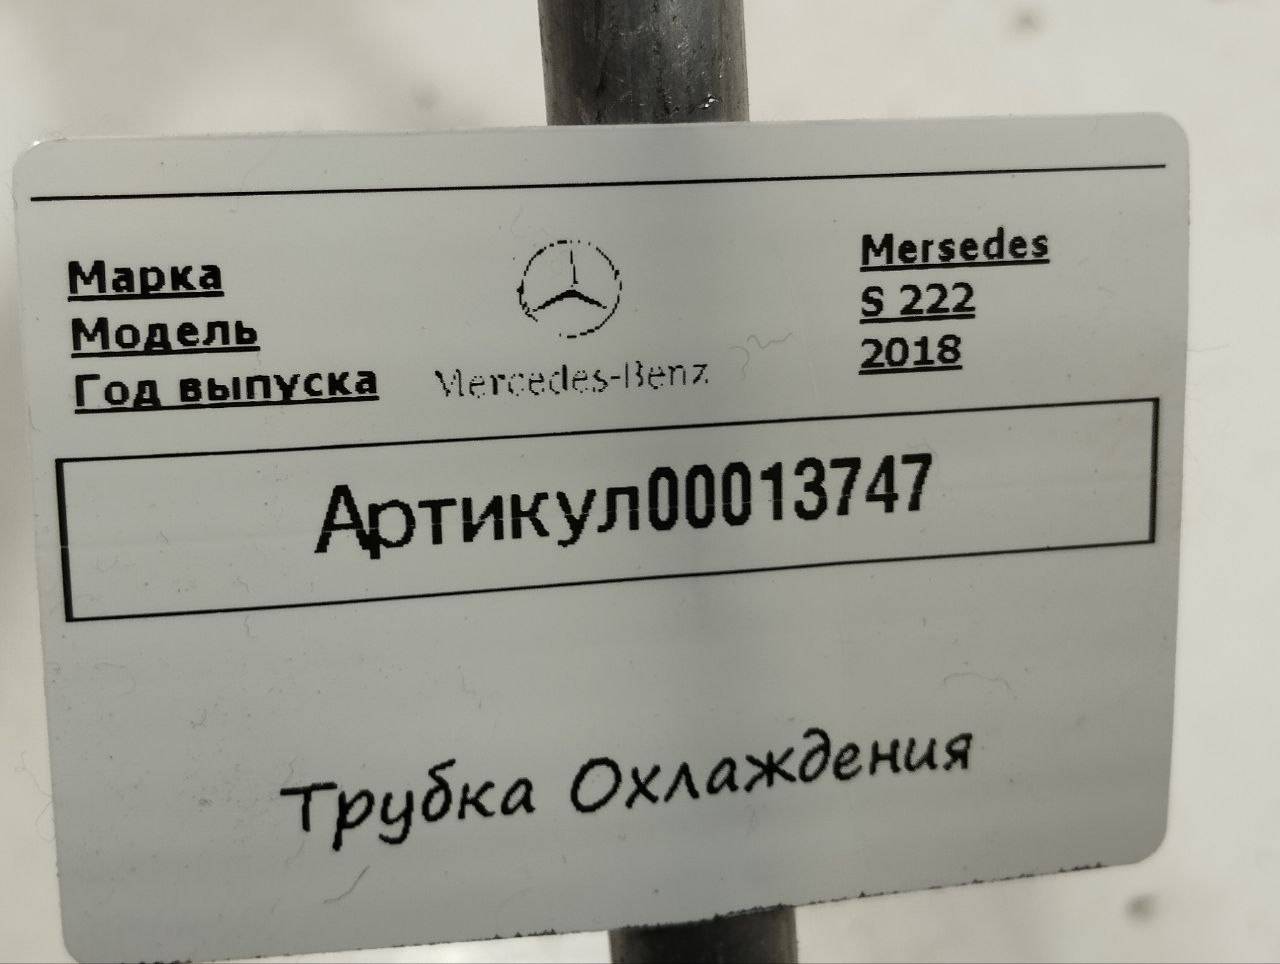 Марка
Модель
Год выпуска
Mercedes-Benz
Mersedes
S 222
2018
Артикул00013747
Трубка Охлаждения